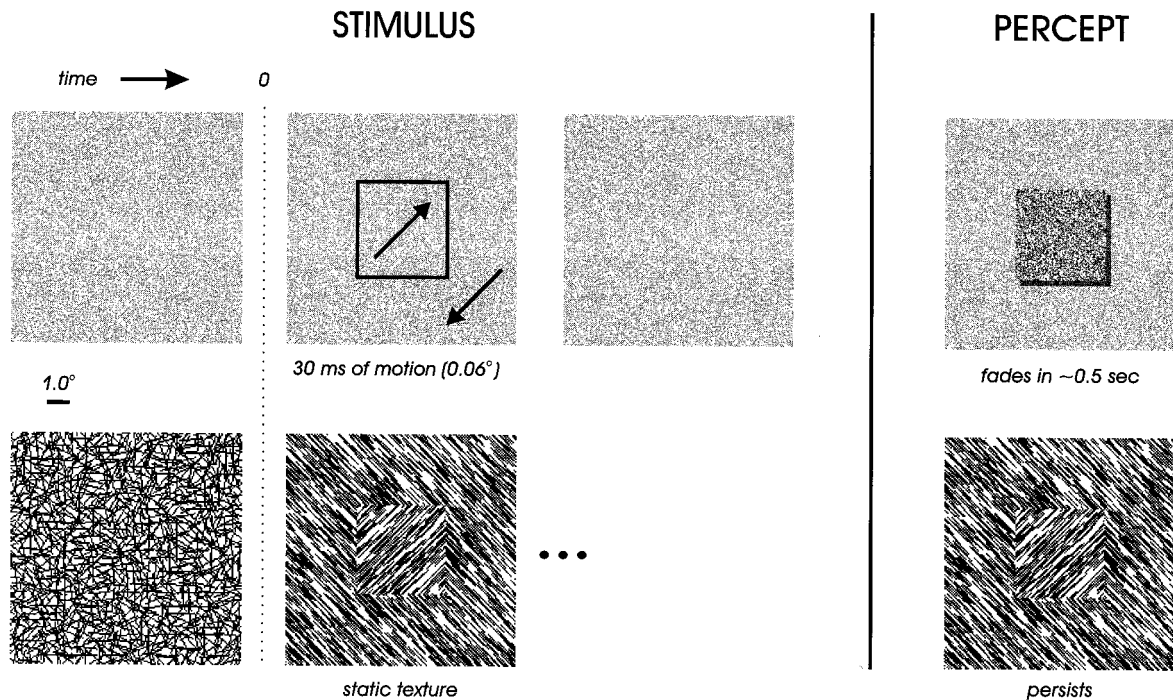 STIMULUS
PERCEPT
time
0
30 ms of motion (0.06°)
fades in ~0.5 sec
1.0°
static texture
persists